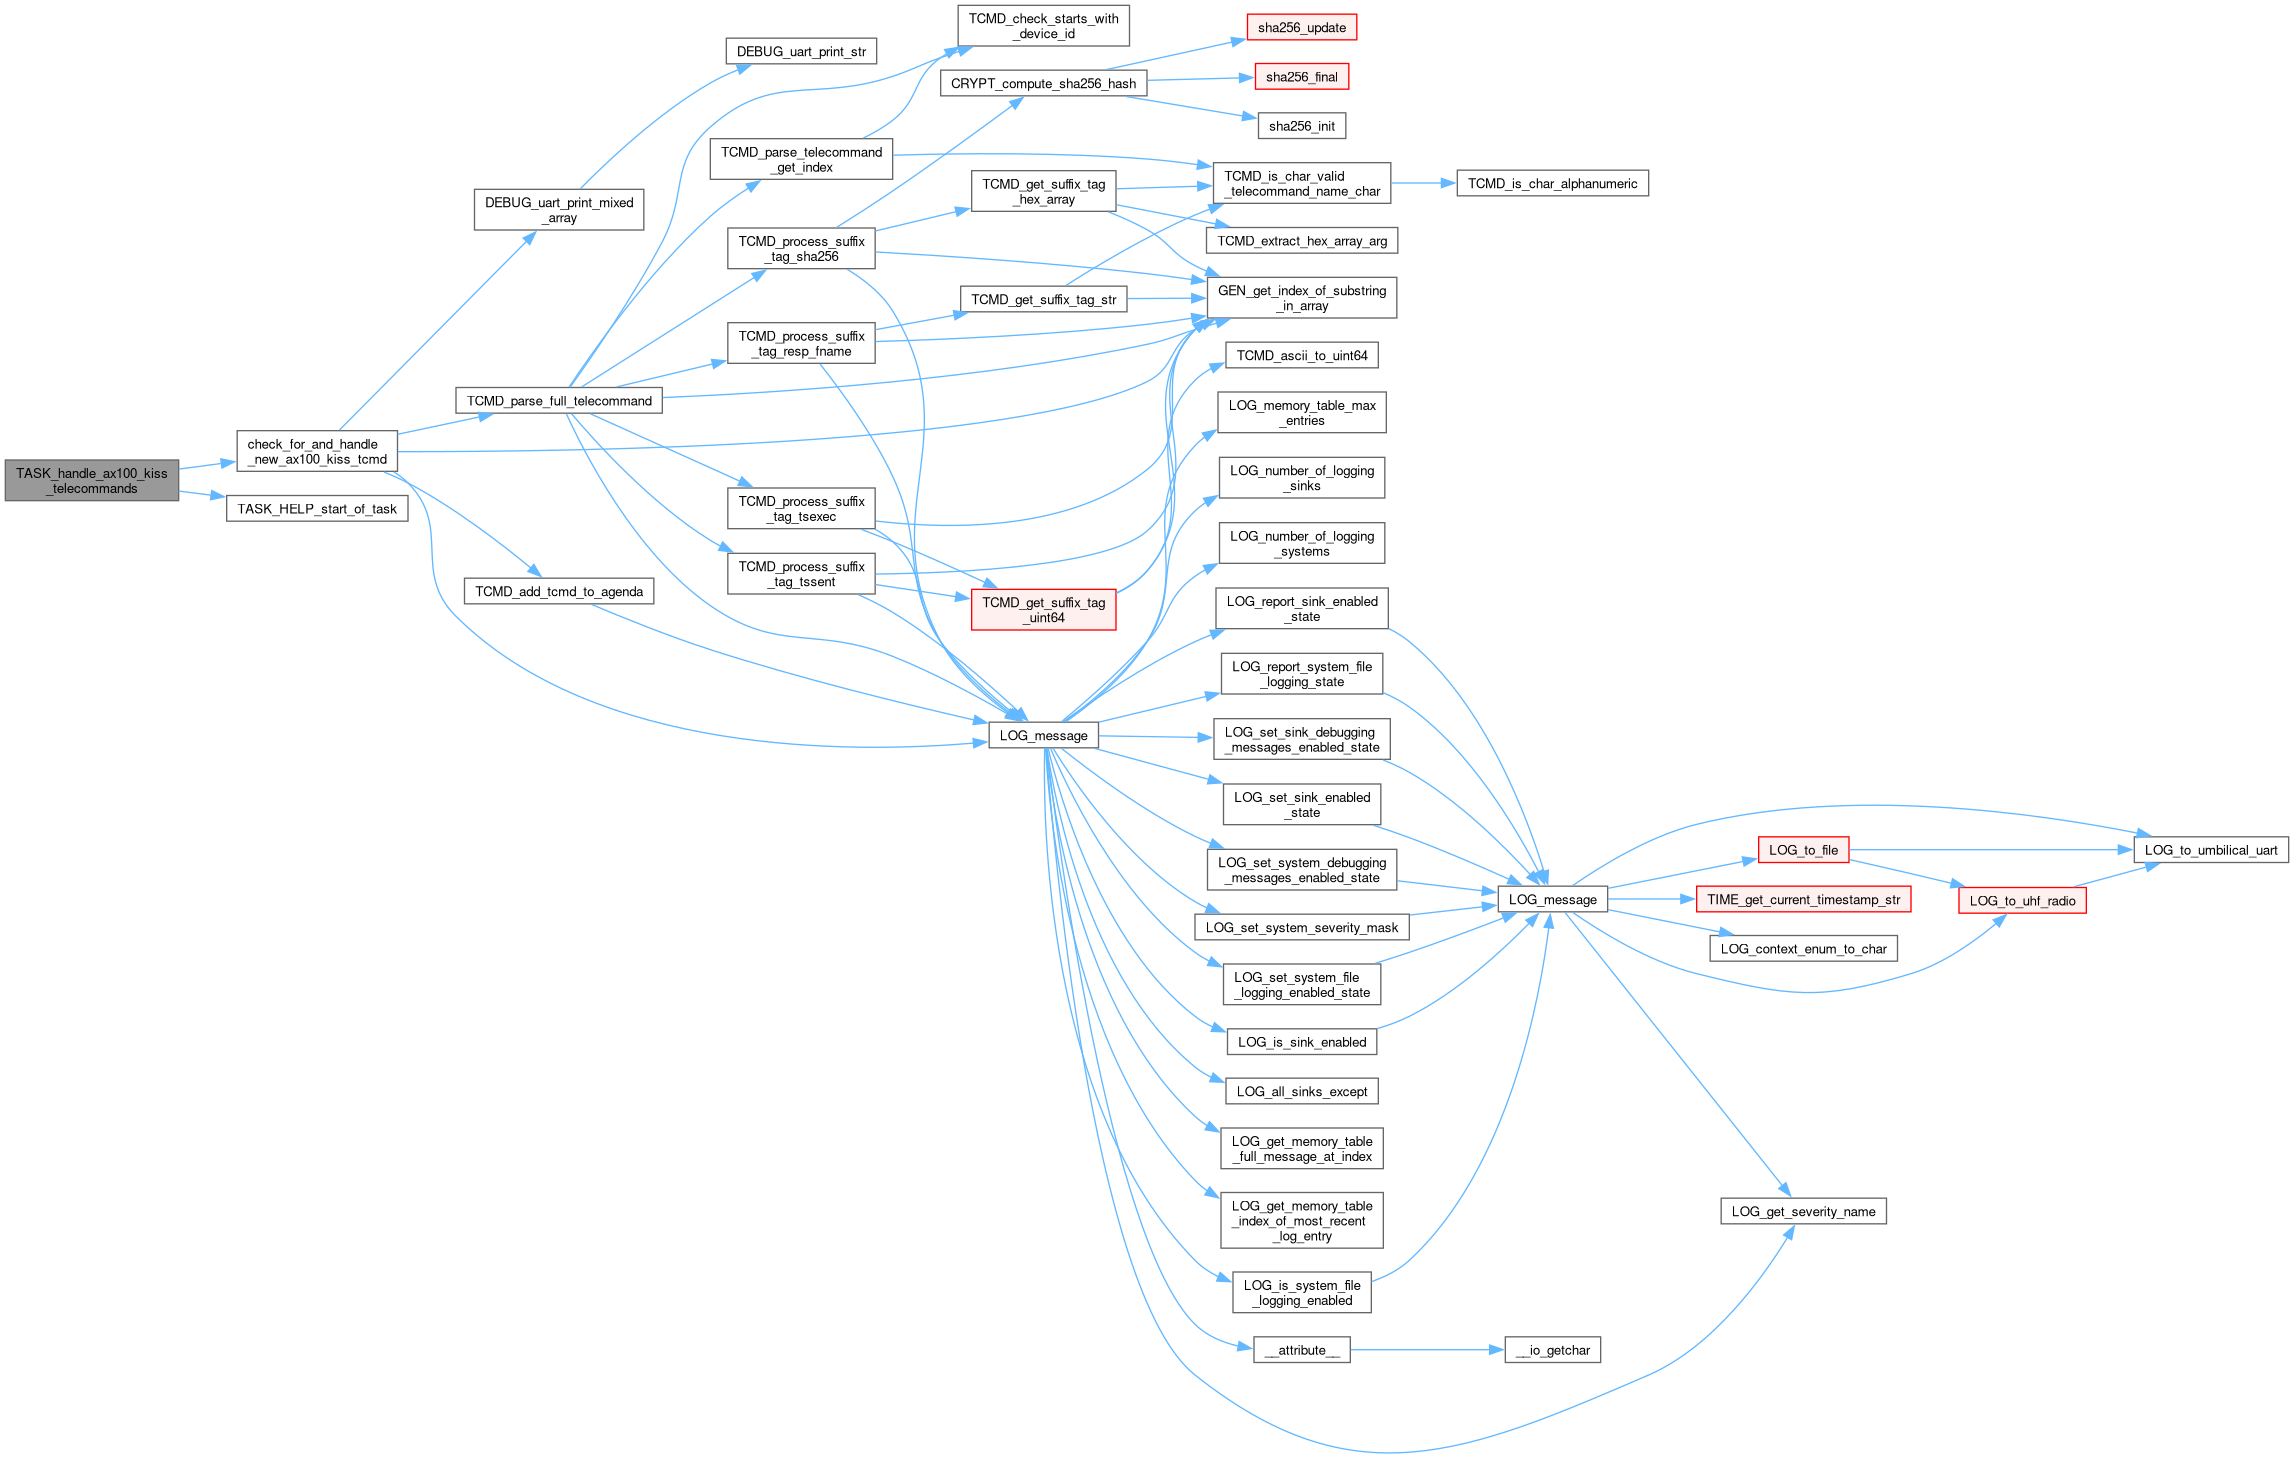 TASK_handle_ax100_kiss
_telecommands
check_for_and_handle
_new_ax100_kiss_tcmd
TASK_HELP_start_of_task
DEBUG_uart_print_mixed
_array
TCMD_parse_full_telecommand
TCMD_add_tcmd_to_agenda
DEBUG_uart_print_str
TCMD_parse_telecommand
_get_index
TCMD_process_suffix
_tag_sha256
TCMD_process_suffix
_tag_resp_fname
TCMD_process_suffix
_tag_tsexec
TCMD_process_suffix
_tag_tssent
TCMD_check_starts_with
_device_id
CRYPT_compute_sha256_hash
TCMD_get_suffix_tag
_hex_array
TCMD_get_suffix_tag_str
TCMD_get_suffix_tag
_uint64
LOG_message
sha256_update
sha256_final
sha256_init
TCMD_is_char_valid
_telecommand_name_char
TCMD_extract_hex_array_arg
GEN_get_index_of_substring
_in_array
TCMD_ascii_to_uint64
LOG_memory_table_max
_entries
LOG_number_of_logging
_sinks
LOG_number_of_logging
_systems
LOG_report_sink_enabled
_state
LOG_report_system_file
_logging_state
LOG_set_sink_debugging
_messages_enabled_state
LOG_set_sink_enabled
_state
LOG_set_system_debugging
_messages_enabled_state
LOG_set_system_severity_mask
LOG_set_system_file
_logging_enabled_state
LOG_is_sink_enabled
LOG_all_sinks_except
LOG_get_memory_table
_full_message_at_index
LOG_get_memory_table
_index_of_most_recent
_log_entry
LOG_is_system_file
_logging_enabled
__attribute__
TCMD_is_char_alphanumeric
LOG_message
__io_getchar
LOG_to_file
TIME_get_current_timestamp_str
LOG_context_enum_to_char
LOG_get_severity_name
LOG_to_uhf_radio
LOG_to_umbilical_uart